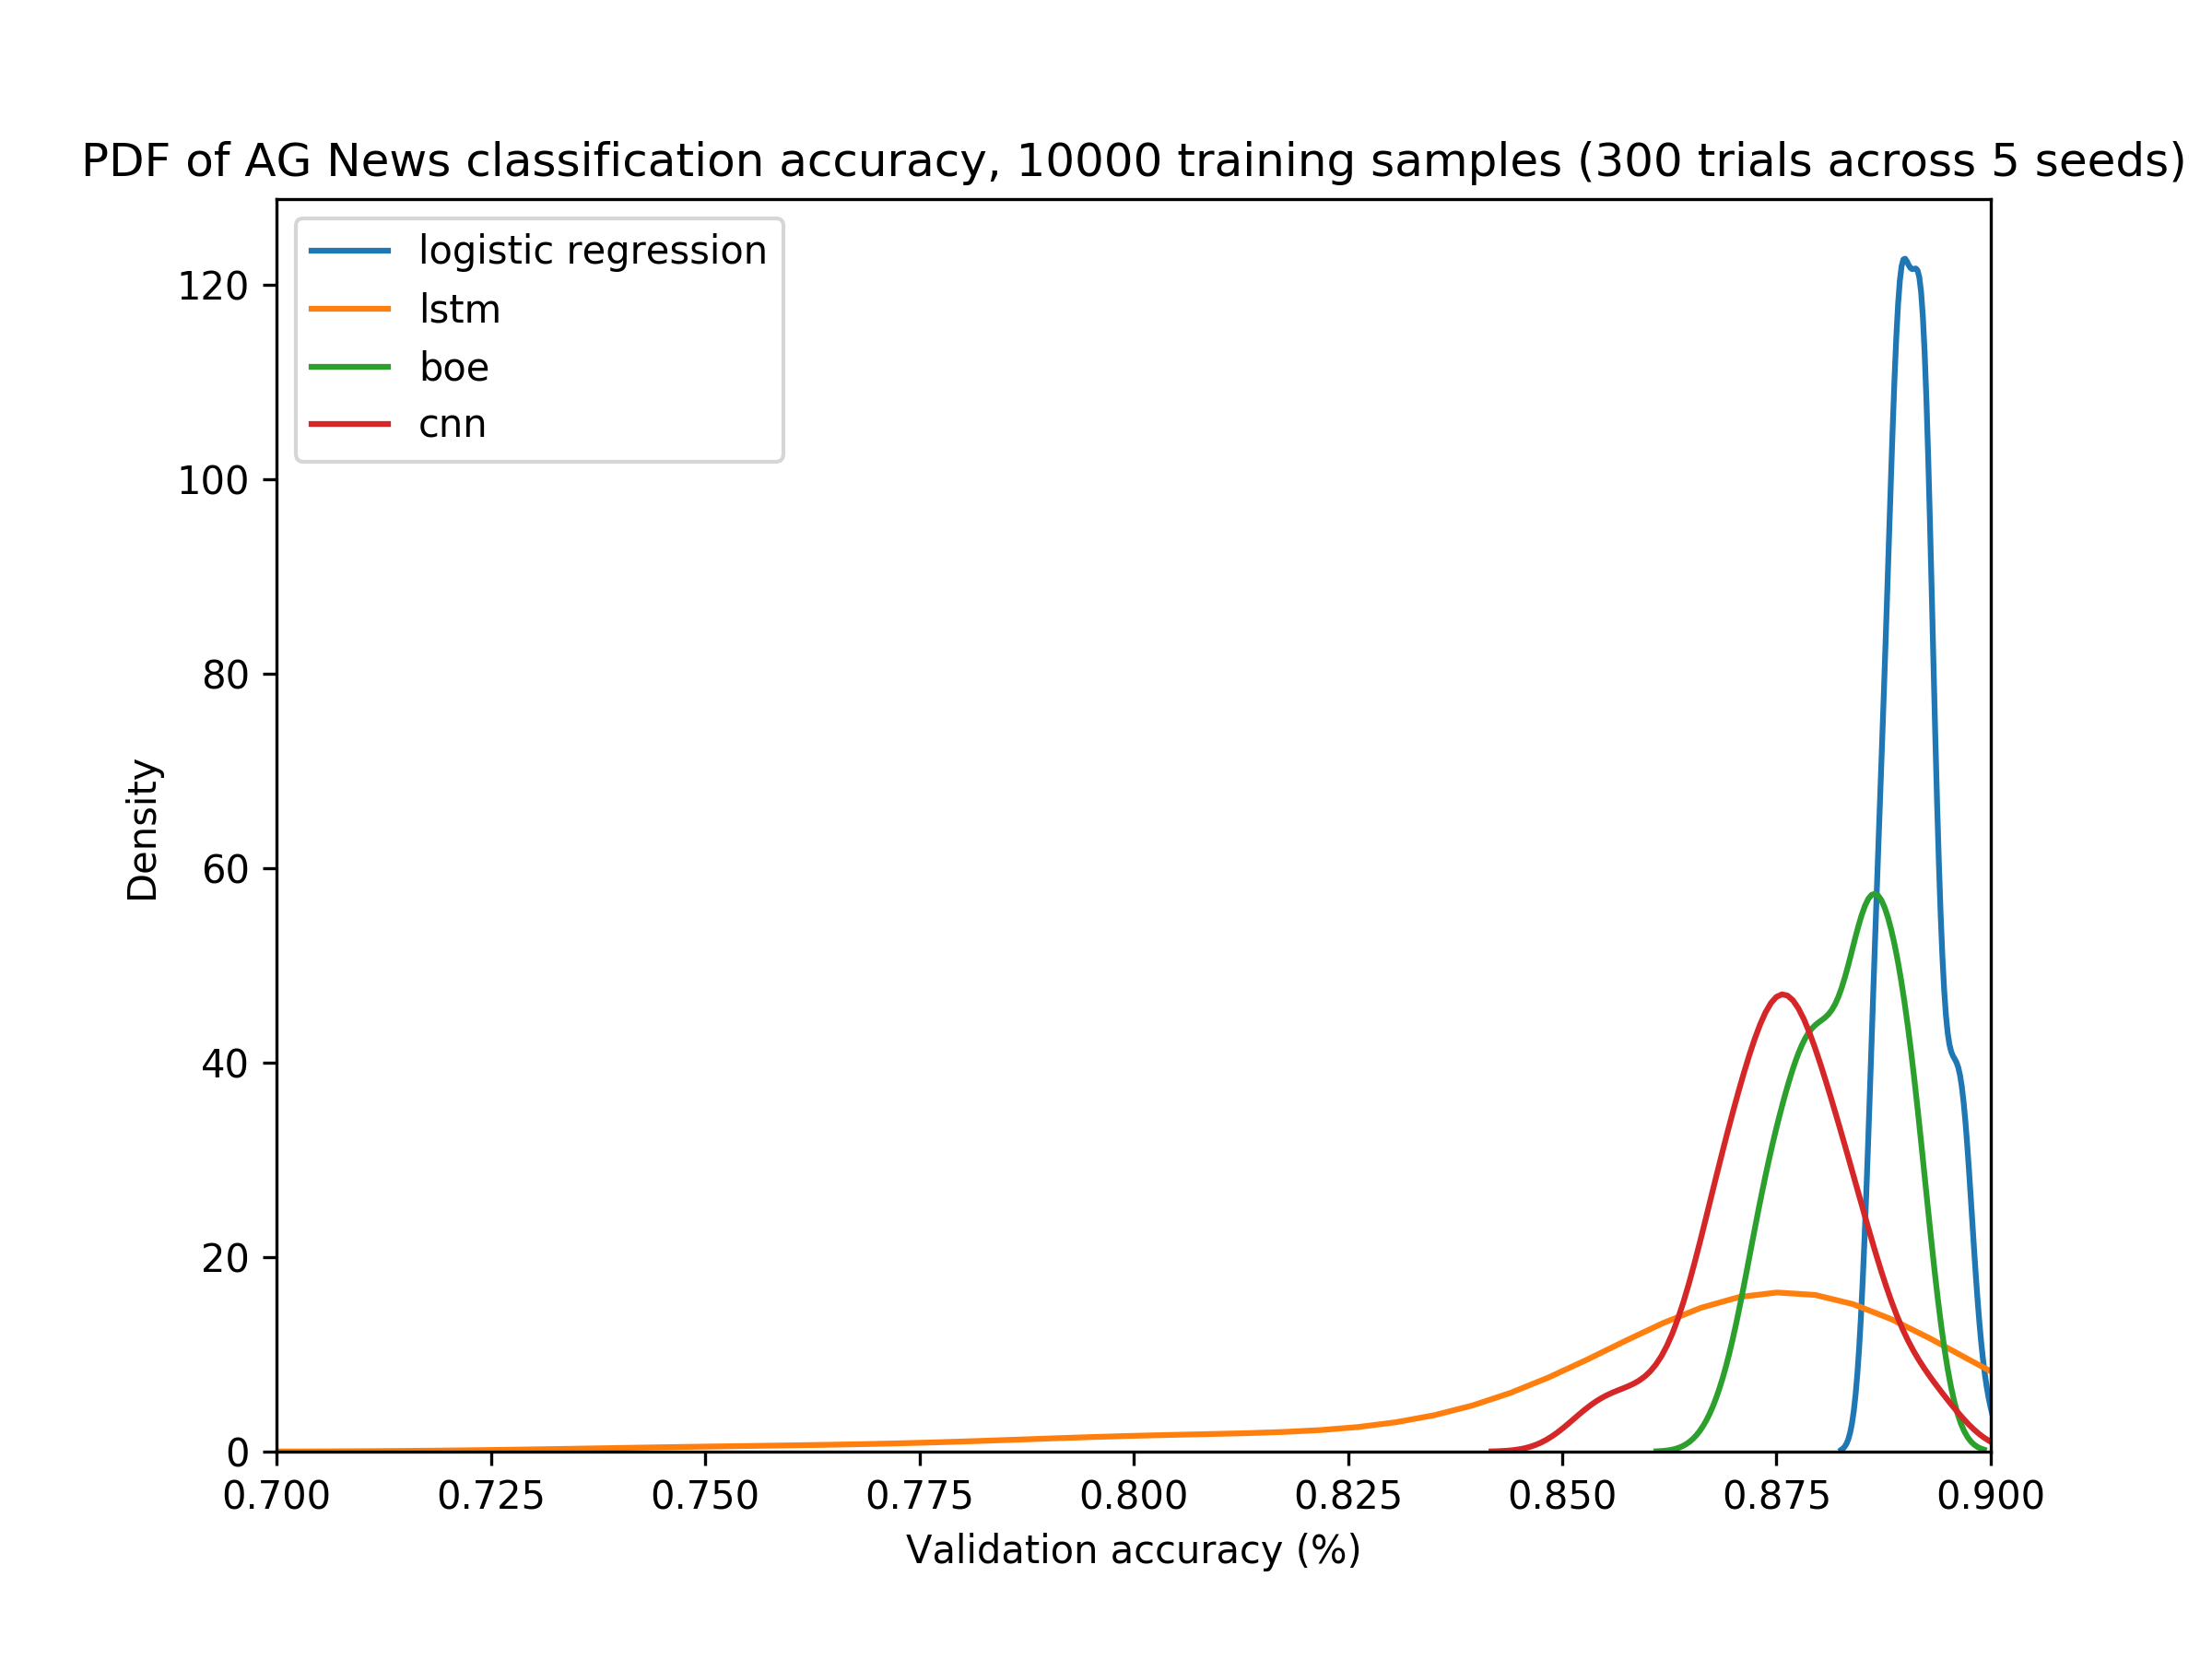 PDF of AG News classification accuracy, 10000 training samples (300 trials across 5 seeds)
logistic regression
lstm
boe
cnn
120
100
80
60
40
20
0
Density
0.700 0.725 0.750 0.775 0.800 0.825 0.850 0.875 0.900
Validation accuracy (%)